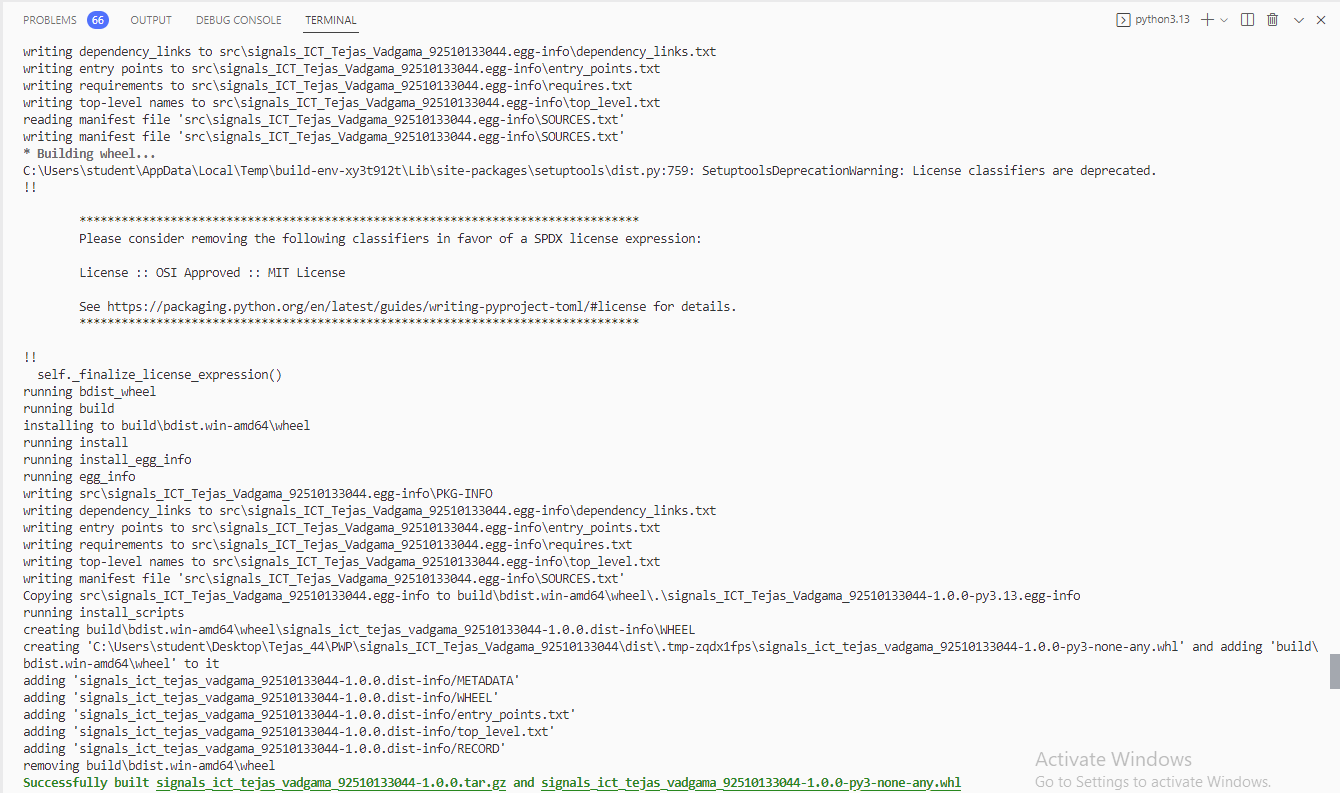 PROBLEMS 66 OUTPUT DEBUG CONSOLE TERMINAL python3.13
writing dependency_links to src\signals_ICT_Tejas_Vadgama_92510133044.egg-info\dependency_links.txt
writing entry points to src\signals_ICT_Tejas_Vadgama_92510133044.egg-info\entry_points.txt
writing requirements to src\signals_ICT_Tejas_Vadgama_92510133044.egg-info\requires.txt
writing top-level names to src\signals_ICT_Tejas_Vadgama_92510133044.egg-info\top_level.txt
reading manifest file 'src\signals_ICT_Tejas_Vadgama_92510133044.egg-info\SOURCES.txt'
writing manifest file 'src\signals_ICT_Tejas_Vadgama_92510133044.egg-info\SOURCES.txt'
* Building wheel...
C:\Users\student\AppData\Local\Temp\build-env-xy3t912t\Lib\site-packages\setuptools\dist.py:759: SetuptoolsDeprecationWarning: License classifiers are deprecated.
!!
********************************************************************************
Please consider removing the following classifiers in favor of a SPDX license expression:
License :: OSI Approved :: MIT License
See https://packaging.python.org/en/latest/guides/writing-pyproject-toml/#license for details.
********************************************************************************
!!
self._finalize_license_expression()
running bdist_wheel
running build
installing to build\bdist.win-amd64\wheel
running install
running install_egg_info
running egg_info
writing src\signals_ICT_Tejas_Vadgama_92510133044.egg-info\PKG-INFO
writing dependency_links to src\signals_ICT_Tejas_Vadgama_92510133044.egg-info\dependency_links.txt
writing entry points to src\signals_ICT_Tejas_Vadgama_92510133044.egg-info\entry_points.txt
writing requirements to src\signals_ICT_Tejas_Vadgama_92510133044.egg-info\requires.txt
writing top-level names to src\signals_ICT_Tejas_Vadgama_92510133044.egg-info\top_level.txt
writing manifest file 'src\signals_ICT_Tejas_Vadgama_92510133044.egg-info\SOURCES.txt'
Copying src\signals_ICT_Tejas_Vadgama_92510133044.egg-info to build\bdist.win-amd64\wheel\.\signals_ICT_Tejas_Vadgama_92510133044-1.0.0-py3.13.egg-info
running install_scripts
creating build\bdist.win-amd64\wheel\signals_ict_tejas_vadgama_92510133044-1.0.0.dist-info\WHEEL
creating 'C:\Users\student\Desktop\Tejas_44\PWP\signals_ICT_Tejas_Vadgama_92510133044\dist\.tmp-zqdx1fps\signals_ict_tejas_vadgama_92510133044-1.0.0-py3-none-any.whl' and adding 'build\
bdist.win-amd64\wheel' to it
adding 'signals_ict_tejas_vadgama_92510133044-1.0.0.dist-info/METADATA'
adding 'signals_ict_tejas_vadgama_92510133044-1.0.0.dist-info/WHEEL'
adding 'signals_ict_tejas_vadgama_92510133044-1.0.0.dist-info/entry_points.txt'
adding 'signals_ict_tejas_vadgama_92510133044-1.0.0.dist-info/top_level.txt'
adding 'signals_ict_tejas_vadgama_92510133044-1.0.0.dist-info/RECORD'
removing build\bdist.win-amd64\wheel
Successfully built signals_ict_tejas_vadgama_92510133044-1.0.0.tar.gz and signals_ict_tejas_vadgama_92510133044-1.0.0-py3-none-any.whl
Activate Windows
Go to Settings to activate Windows.